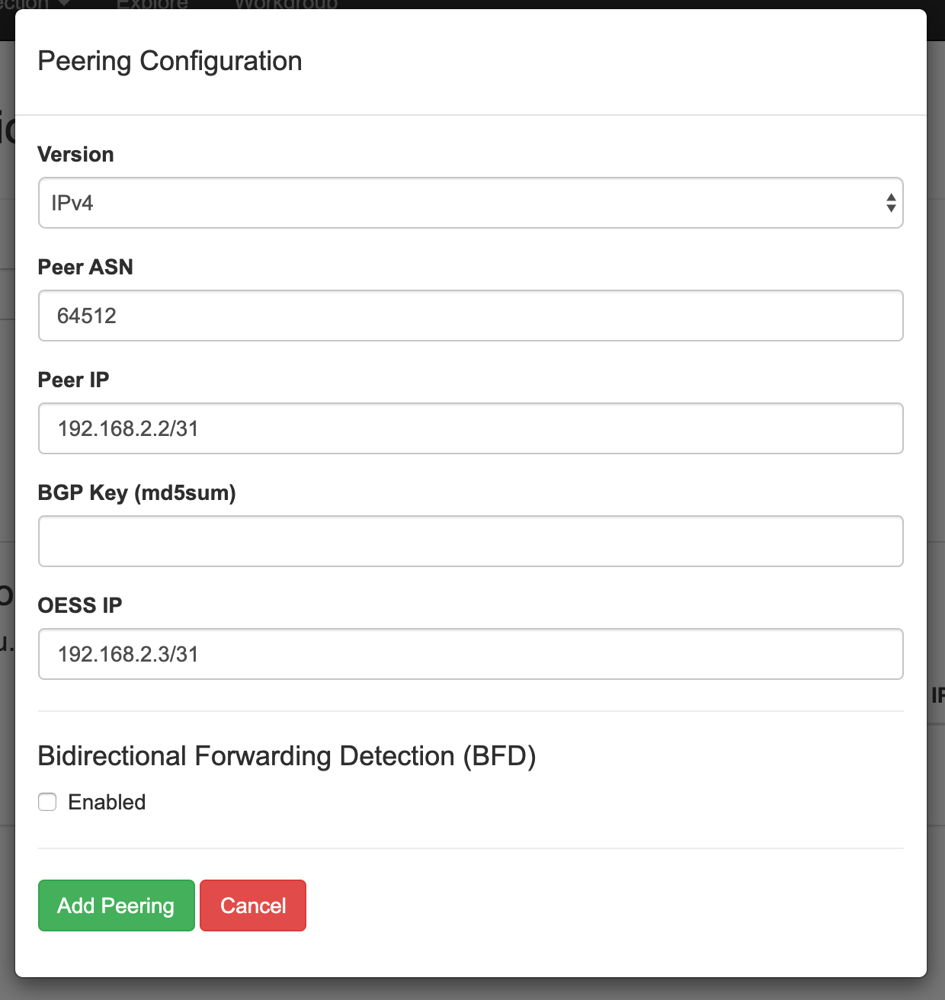 Explore
Workgroup
Peering Configuration
Version
IPv4
Peer ASN
64512
Peer IP
192.168.2.2/31
BGP Key (md5sum)
OESS IP
192.168.2.3/31
Bidirectional Forwarding Detection (BFD)
Enabled
Add Peering
Cancel